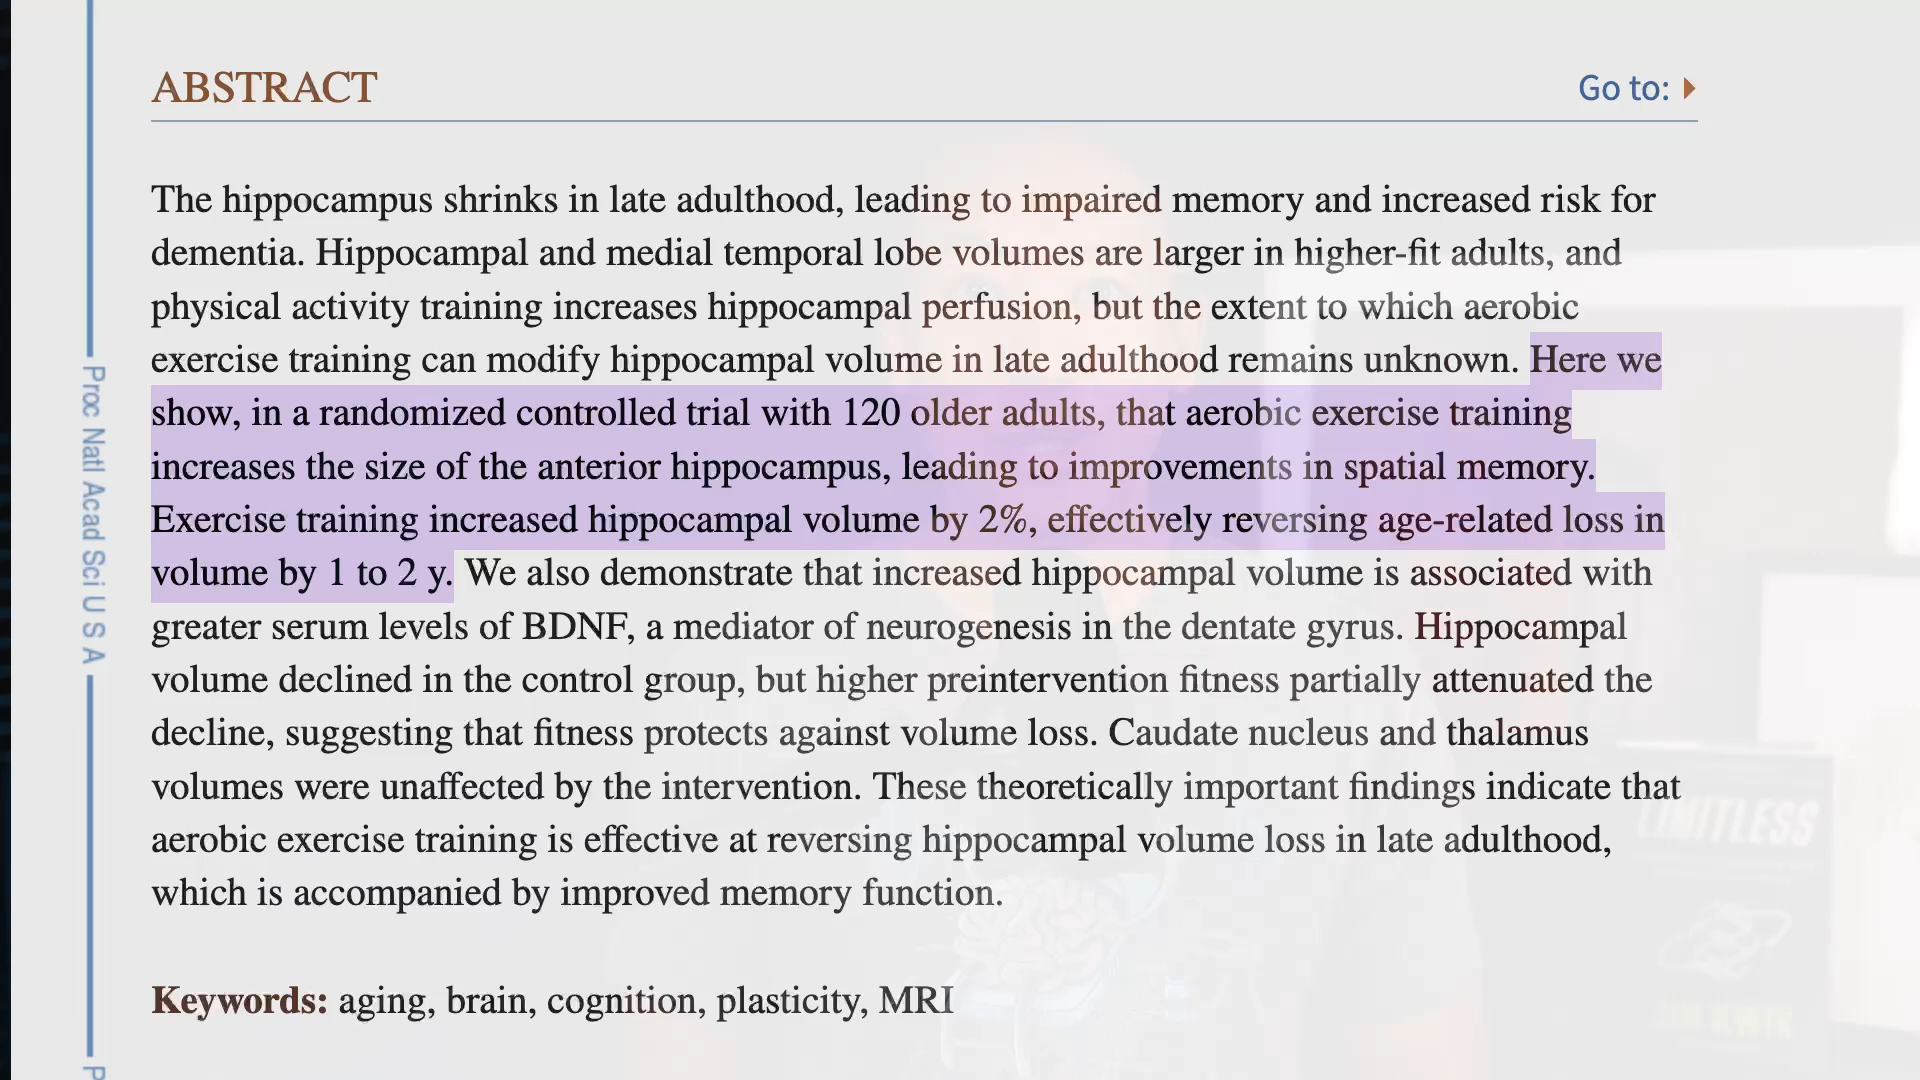 ABSTRACT
Go to:
The hippocampus shrinks in late adulthood, leading to impaired memory and increased risk for
dementia. Hippocampal and medial temporal lobe volumes are larger in higher-fit adults, and
physical activity training increases hippocampal perfusion, but the extent to which aerobic
exercise training can modify hippocampal volume in late adulthood remains unknown. Here we
show, in a randomized controlled trial with 120 older adults, that aerobic exercise training
increases the size of the anterior hippocampus, leading to improvements in spatial memory.
Exercise training increased hippocampal volume by 2%, effectively reversing age-related loss in
volume by 1 to 2 y. We also demonstrate that increased hippocampal volume is associated with
greater serum levels of BDNF, a mediator of neurogenesis in the dentate gyrus. Hippocampal
volume declined in the control group, but higher preintervention fitness partially attenuated the
decline, suggesting that fitness protects against volume loss. Caudate nucleus and thalamus
volumes were unaffected by the intervention. These theoretically important findings indicate that
aerobic exercise training is effective at reversing hippocampal volume loss in late adulthood,
which is accompanied by improved memory function.
Keywords: aging, brain, cognition, plasticity, MRI
Proc Natl Acad Sci U S A
P
LIMITLESS